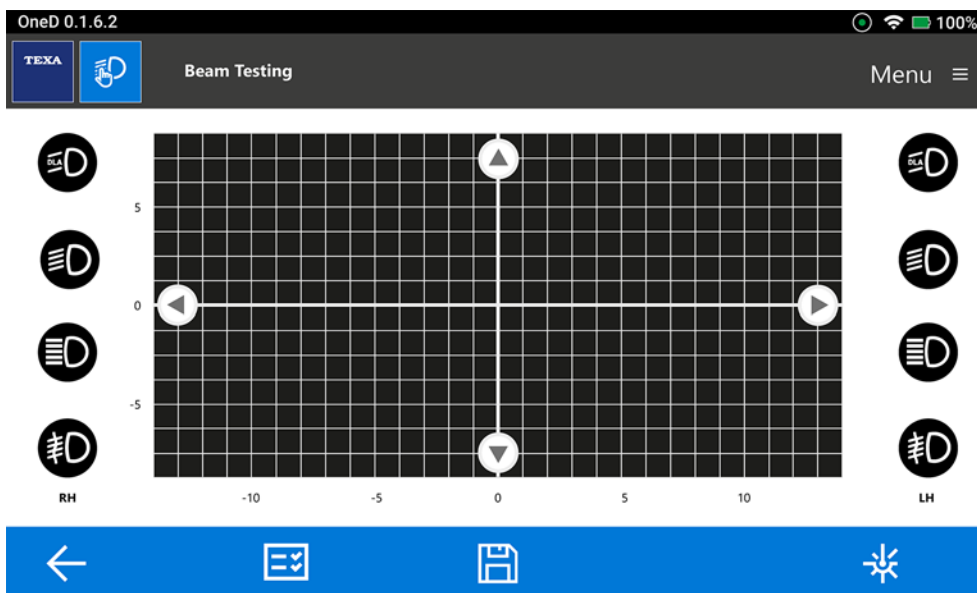 OneD 0.1.6.2
100%
TEXA
Beam Testing
Menu
DLA
DLA
5
0
-5
RH
-10
-5
0
5
10
LH